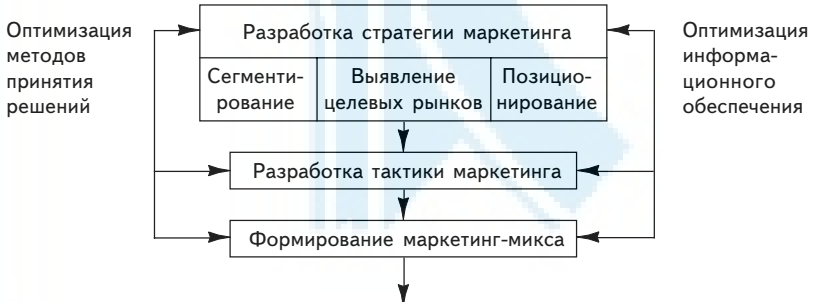 Оптимизация
методов
принятия
решений
Разработка стратегии маркетинга
Сегменти-
рование
Выявление
целевых рынков
Позицио-
нирование
Оптимизация
информа-
ционного
обеспечения
Разработка тактики маркетинга
Формирование маркетинг-микса